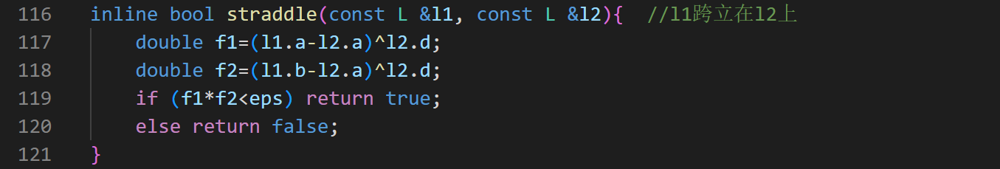 116 inline bool straddle(const L &l1, const L &l2){ //l1跨立在l2上
117 double f1=(l1.a-l2.a)^l2.d;
118 double f2=(l1.b-l2.a)^l2.d;
119 if (f1*f2<eps) return true;
120 else return false;
121 }